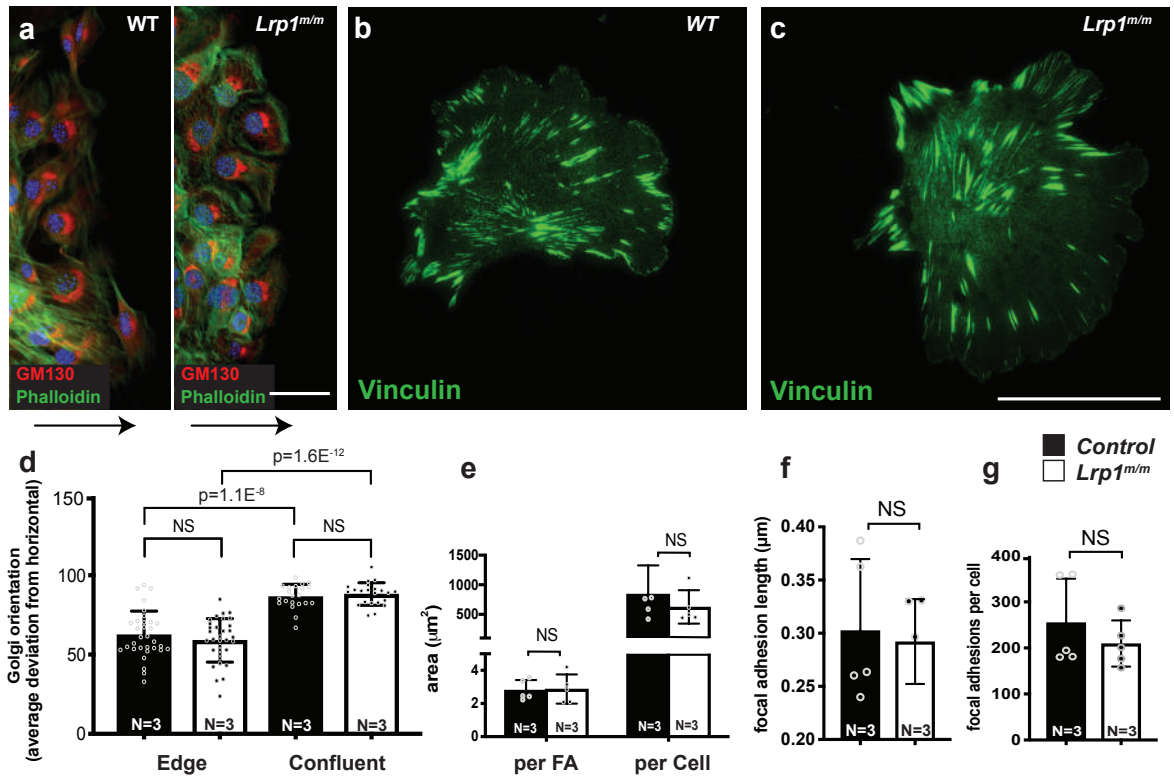 a
WT
Lrp1m/m
b
WT
c
Lrp1m/m
GM130
Phalloidin
GM130
Phalloidin
Vinculin
Vinculin
Control
Lrp1m/m
d
Golgi orientation
(average deviation from horizontal)
150
100
50
0
p=1.6E-12
p=1.1E-8
NS
NS
N=3
N=3
N=3
N=3
Edge
Confluent
e
area (μm2)
1500
1000
500
4
2
0
NS
NS
N=3
N=3
N=3
N=3
per FA
per Cell
f
focal adhesion length (μm)
0.40
0.35
0.30
0.25
0.20
NS
N=3
N=3
g
focal adhesions per cell
400
300
200
100
0
NS
N=3
N=3